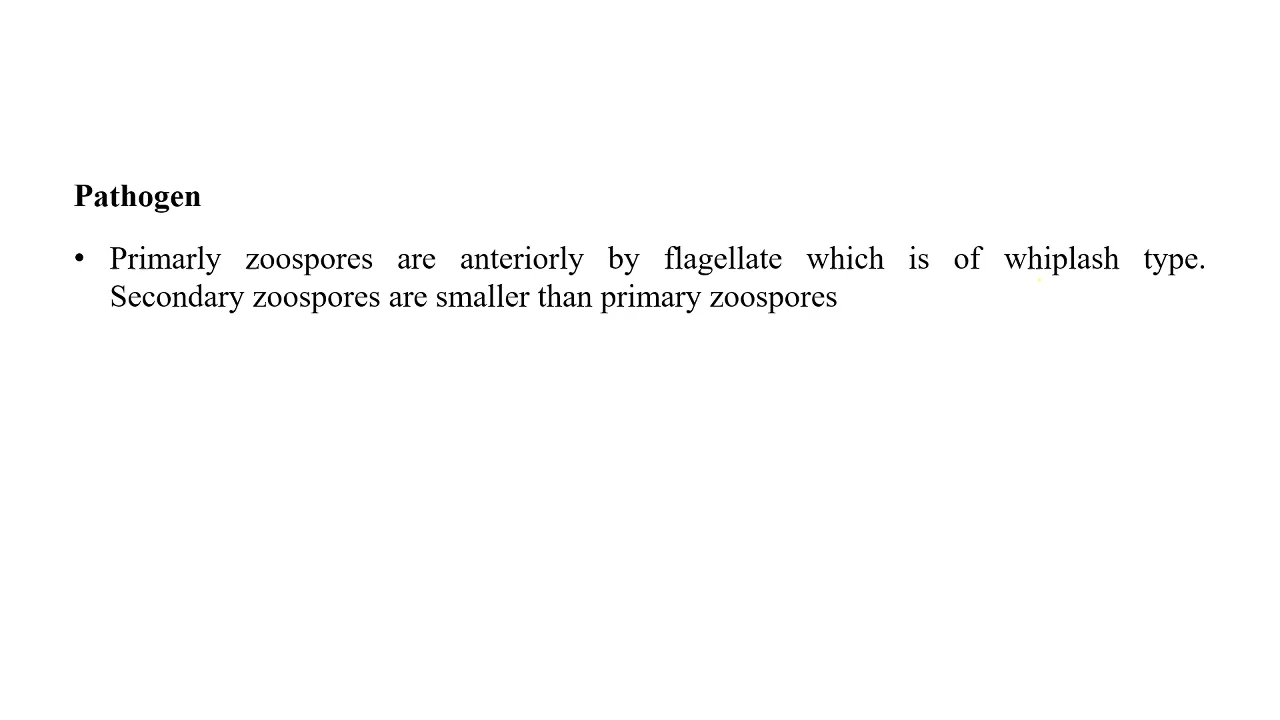 Pathogen
• Primarly zoospores are anteriorly by flagellate which is of whiplash type.
Secondary zoospores are smaller than primary zoospores